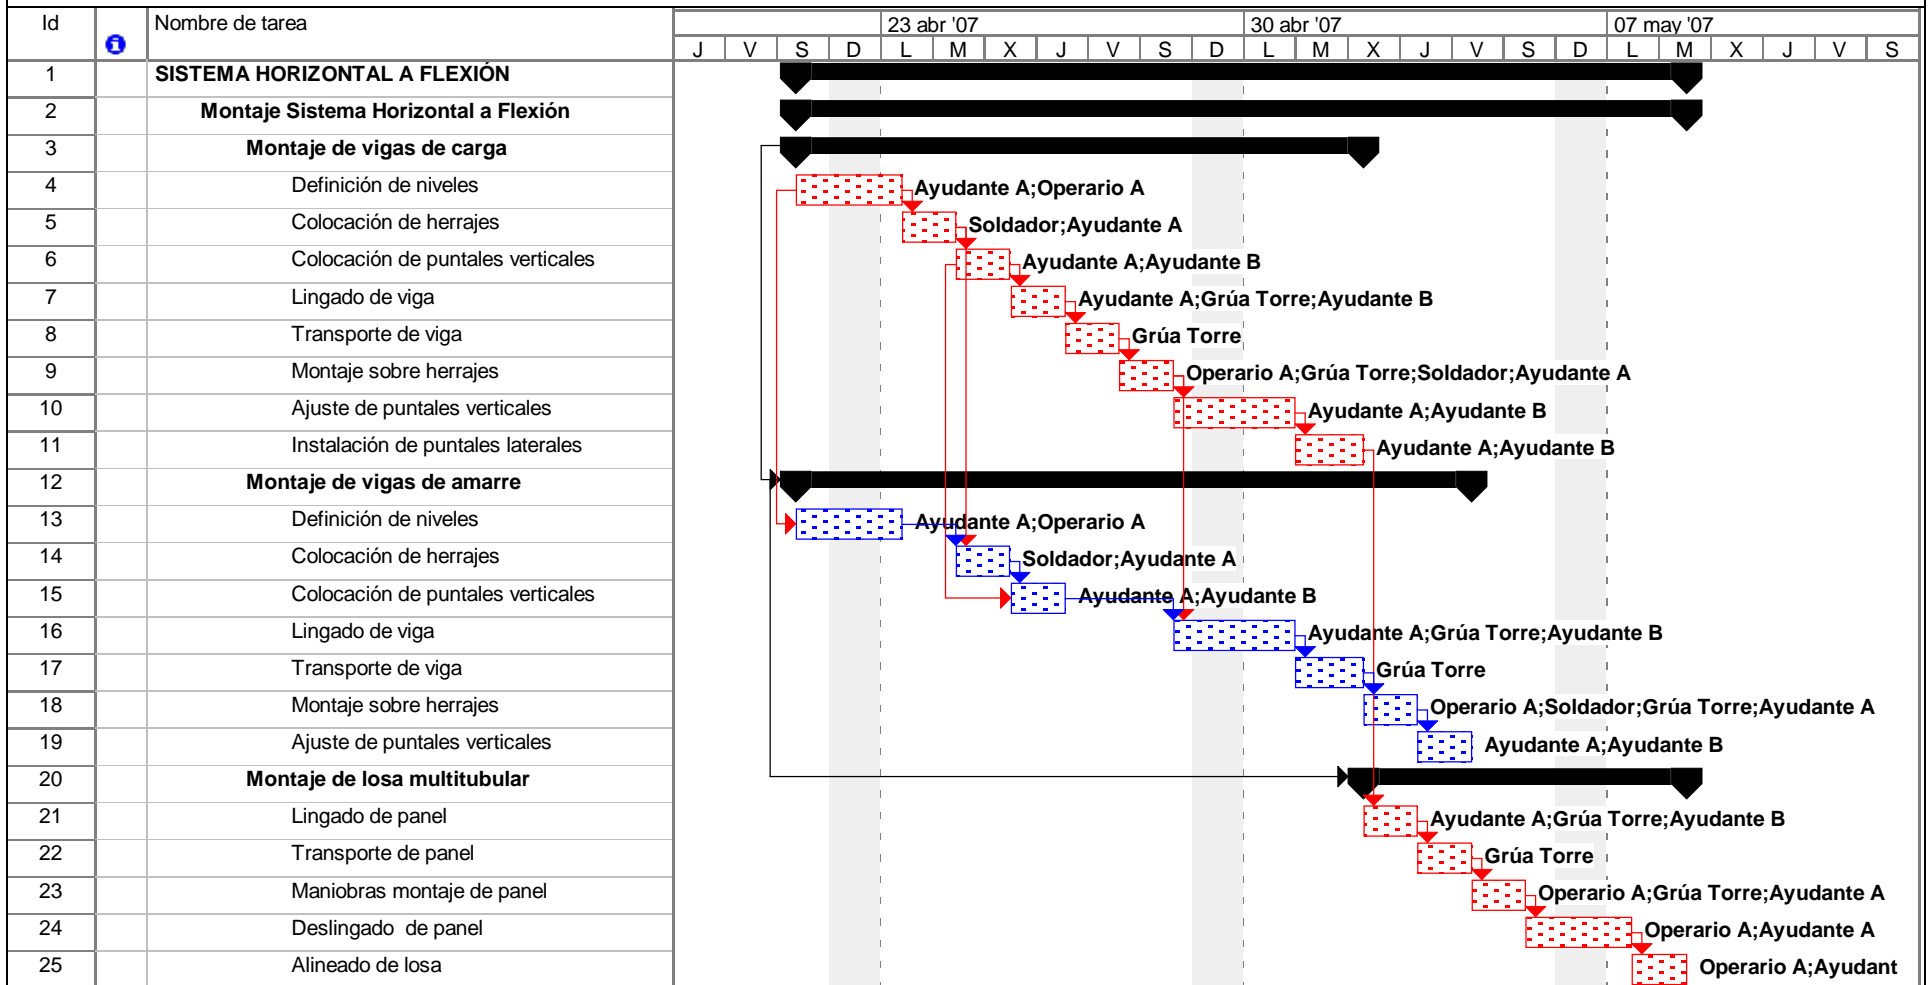 Id Nombre de tarea 23 abr '07 30 abr '07 07 may '07
i J V S D L M X J V S D L M X J V S D L M X J V S
1 SISTEMA HORIZONTAL A FLEXIÓN
2 Montaje Sistema Horizontal a Flexión
3 Montaje de vigas de carga
4 Definición de niveles Ayudante A;Operario A
5 Colocación de herrajes Soldador;Ayudante A
6 Colocación de puntales verticales Ayudante A;Ayudante B
7 Lingado de viga Ayudante A;Grúa Torre;Ayudante B
8 Transporte de viga Grúa Torre
9 Montaje sobre herrajes Operario A;Grúa Torre;Soldador;Ayudante A
10 Ajuste de puntales verticales Ayudante A;Ayudante B
11 Instalación de puntales laterales Ayudante A;Ayudante B
12 Montaje de vigas de amarre
13 Definición de niveles Ayudante A;Operario A
14 Colocación de herrajes Soldador;Ayudante A
15 Colocación de puntales verticales Ayudante A;Ayudante B
16 Lingado de viga Ayudante A;Grúa Torre;Ayudante B
17 Transporte de viga Grúa Torre
18 Montaje sobre herrajes Operario A;Soldador;Grúa Torre;Ayudante A
19 Ajuste de puntales verticales Ayudante A;Ayudante B
20 Montaje de losa multitubular
21 Lingado de panel Ayudante A;Grúa Torre;Ayudante B
22 Transporte de panel Grúa Torre
23 Maniobras montaje de panel Operario A;Grúa Torre;Ayudante A
24 Deslingado de panel Operario A;Ayudante A
25 Alineado de losa Operario A;Ayudant